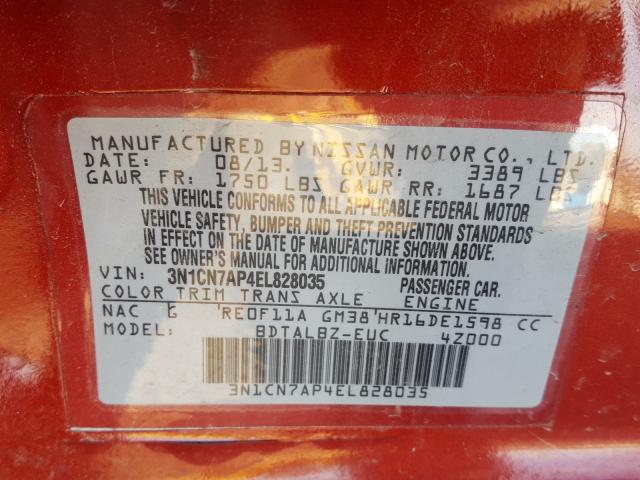 MANUFACTURED BY NISSAN MOTOR CO., LTD.
DATE: 08/13. GVWR: 3389 LBS
GAWR FR: 1750 LBS GAWR RR: 1687 LBS
THIS VEHICLE CONFORMS TO ALL APPLICABLE FEDERAL MOTOR
VEHICLE SAFETY, BUMPER AND THEFT PREVENTION STANDARDS
IN EFFECT ON THE DATE OF MANUFACTURE SHOWN ABOVE.
SEE OWNER'S MANUAL FOR ADDITIONAL INFORMATION.
VIN: 3N1CN7AP4EL828035 PASSENGER CAR.
COLOR TRIM TRANS AXLE ENGINE
NAC G 'RE0F11A GM38'HR16DE1598 CC
BDTALBZ-EUC 4Z000
3N1CN7AP4EL828035